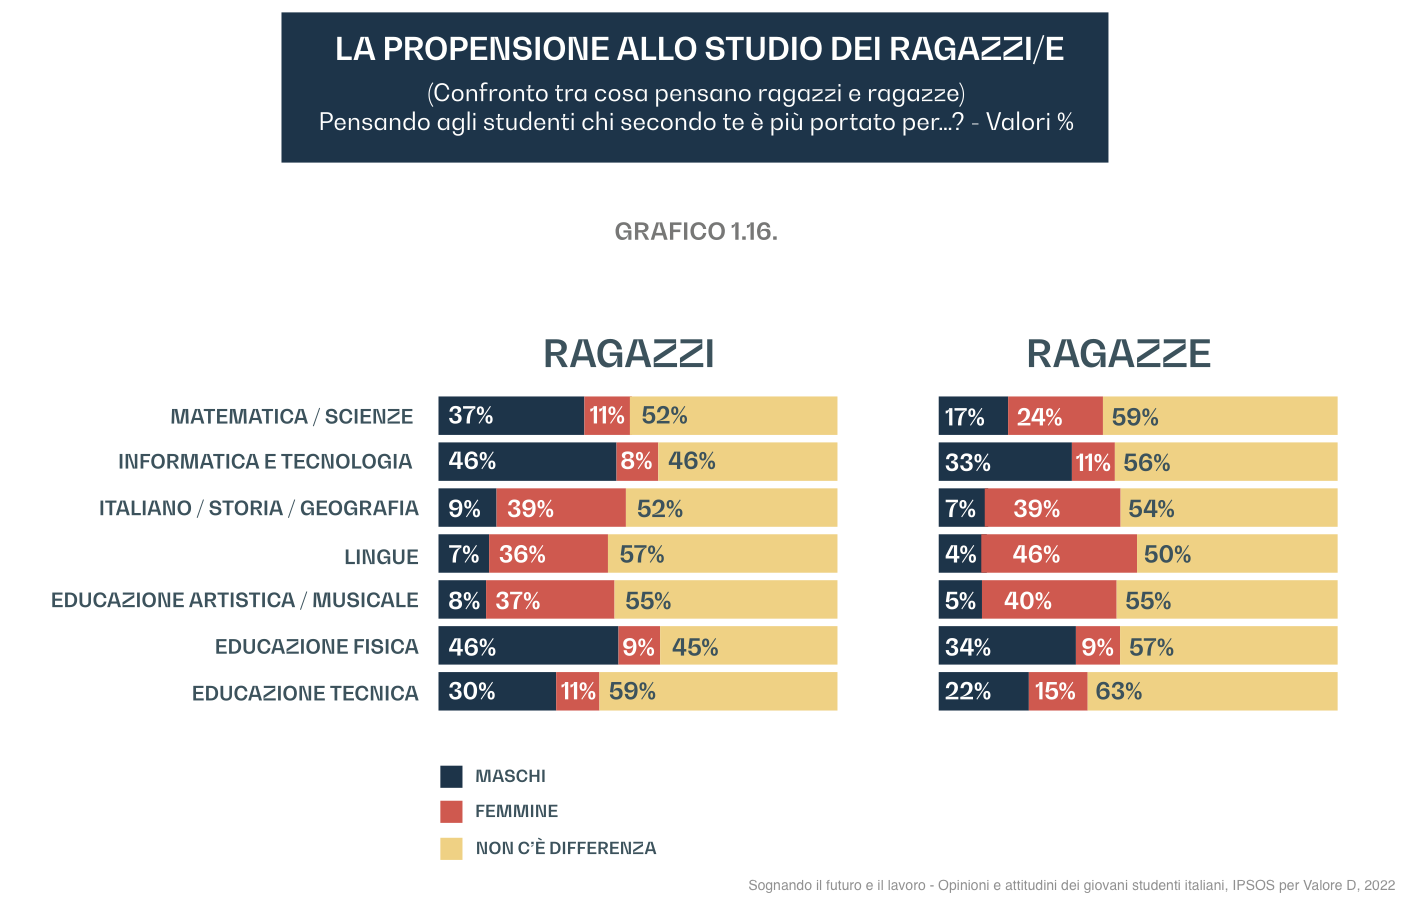 LA PROPENSIONE ALLO STUDIO DEI RAGAZZI/E
(Confronto tra cosa pensano ragazzi e ragazze)
Pensando agli studenti chi secondo te è più portato per...? - Valori %
GRAFICO 1.16.
RAGAZZI RAGAZZE
MATEMATICA / SCIENZE 37% 11% 52% 17% 24% 59%
INFORMATICA E TECNOLOGIA 46% 8% 46% 33% 11% 56%
ITALIANO / STORIA / GEOGRAFIA 9% 39% 52% 7% 39% 54%
LINGUE 7% 36% 57% 4% 46% 50%
EDUCAZIONE ARTISTICA / MUSICALE 8% 37% 55% 5% 40% 55%
EDUCAZIONE FISICA 46% 9% 45% 34% 9% 57%
EDUCAZIONE TECNICA 30% 11% 59% 22% 15% 63%
MASCHI
FEMMINE
NON C'È DIFFERENZA
Sognando il futuro e il lavoro - Opinioni e attitudini dei giovani studenti italiani, IPSOS per Valore D, 2022